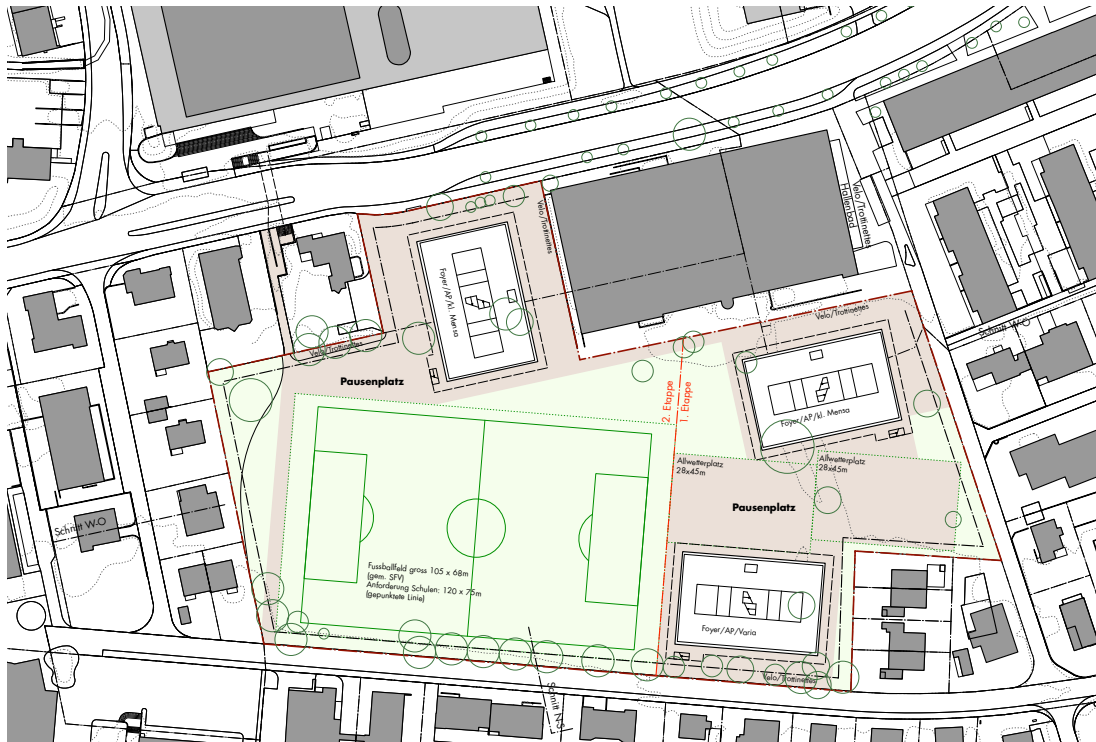 Velo/Trottinettes
Hallenbad
Velo/Trottinettes
Foyer/AP/kl. Mensa
Velo/Trottinettes
Schnitt W-O
Velo/Trottinettes
Pausenplatz
2. Etappe
1. Etappe
Foyer/AP/kl. Mensa
Allwetterplatz
28x45m
Allwetterplatz
28x45m
Pausenplatz
Schnitt W-O
Fussballfeld gross 105 x 68m
(gem. SFV)
Anforderung Schulen: 120 x 75m
(gepunktete Linie)
Foyer/AP/Varia
Velo/Trottinettes
Schnitt N-S